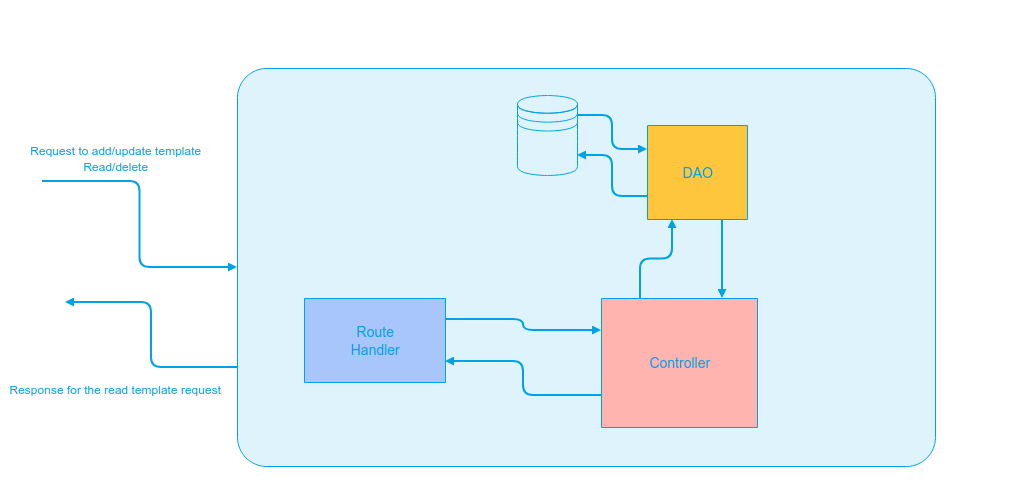 Request to add/update template
Read/delete
DAO
Route
Handler
Controller
Response for the read template request